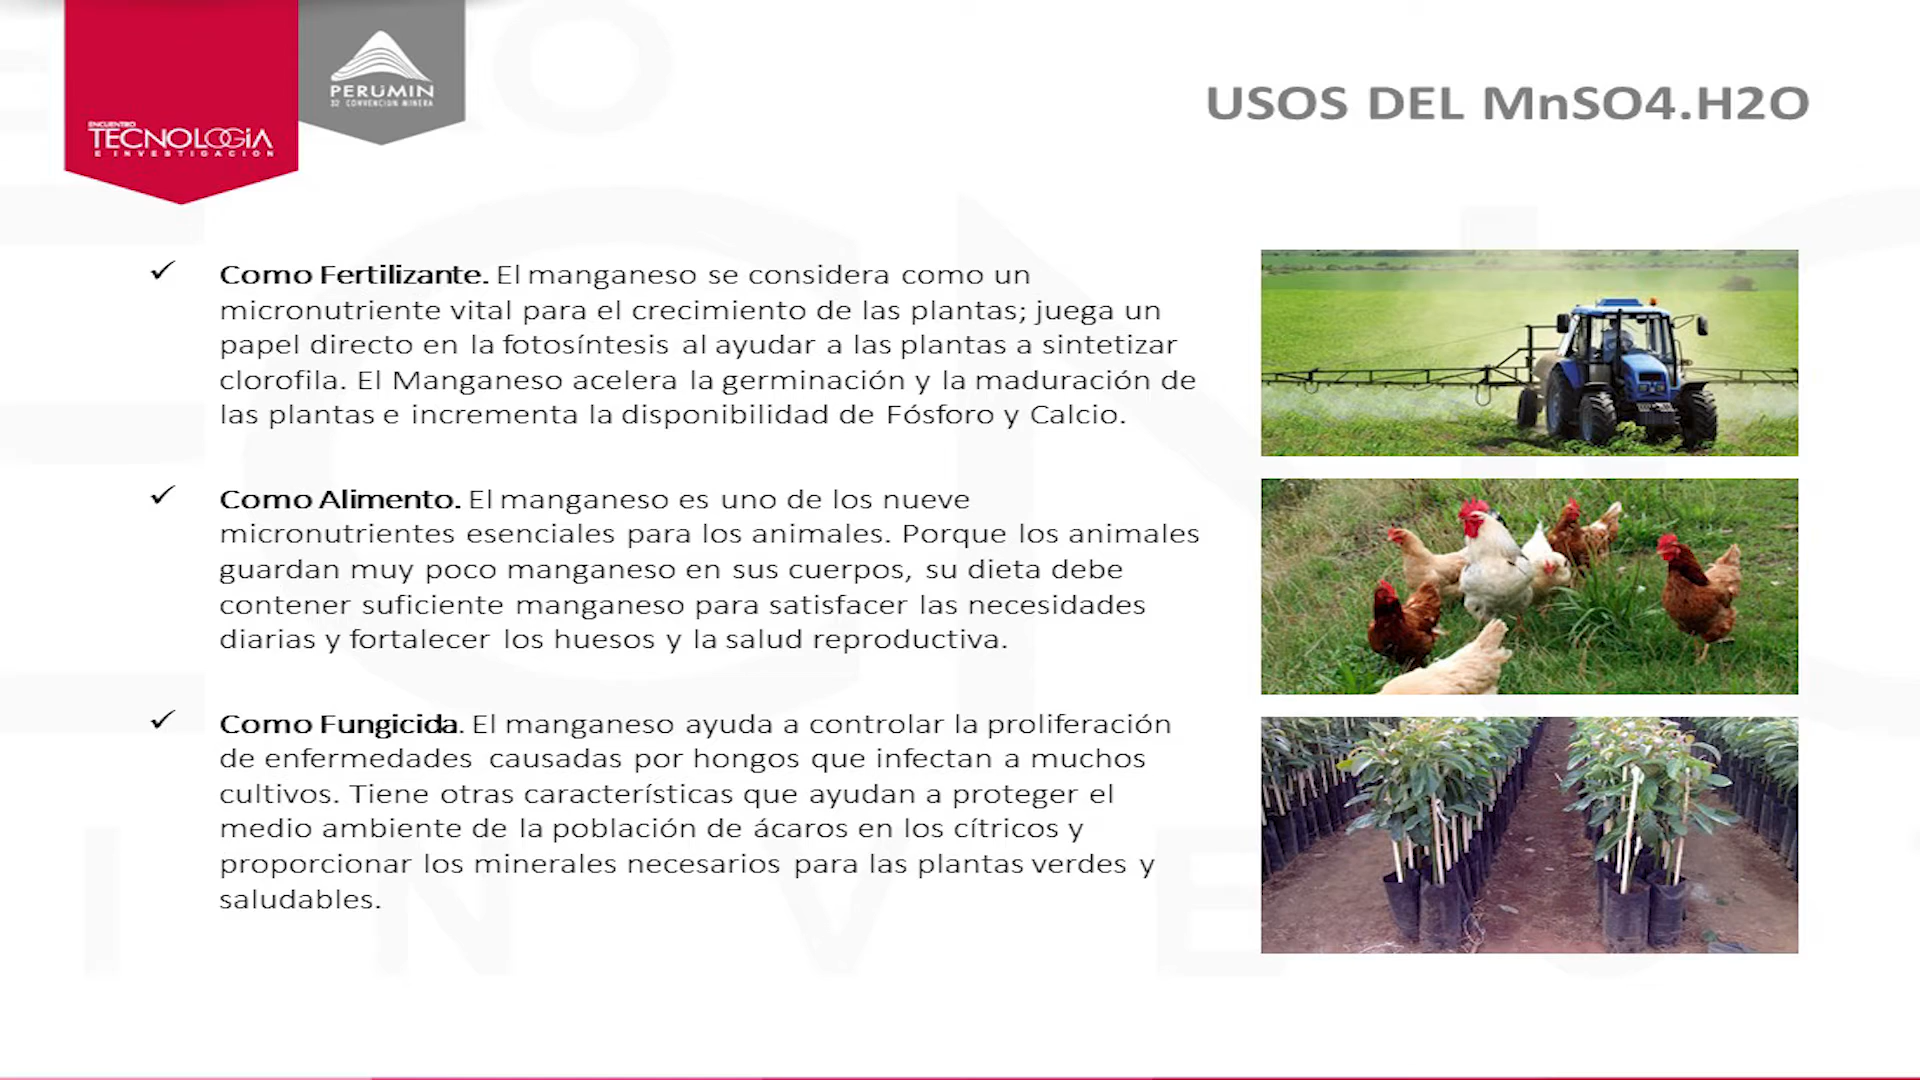 ENCUENTRO
TECNOLOGÍA
E INVESTIGACIÓN
PERUMIN
32 CONVENCIÓN MINERA
USOS DEL MnSO4.H2O
✓ Como Fertilizante. El manganeso se considera como un
micronutriente vital para el crecimiento de las plantas; juega un
papel directo en la fotosíntesis al ayudar a las plantas a sintetizar
clorofila. El Manganeso acelera la germinación y la maduración de
las plantas e incrementa la disponibilidad de Fósforo y Calcio.
✓ Como Alimento. El manganeso es uno de los nueve
micronutrientes esenciales para los animales. Porque los animales
guardan muy poco manganeso en sus cuerpos, su dieta debe
contener suficiente manganeso para satisfacer las necesidades
diarias y fortalecer los huesos y la salud reproductiva.
✓ Como Fungicida. El manganeso ayuda a controlar la proliferación
de enfermedades causadas por hongos que infectan a muchos
cultivos. Tiene otras características que ayudan a proteger el
medio ambiente de la población de ácaros en los cítricos y
proporcionar los minerales necesarios para las plantas verdes y
saludables.